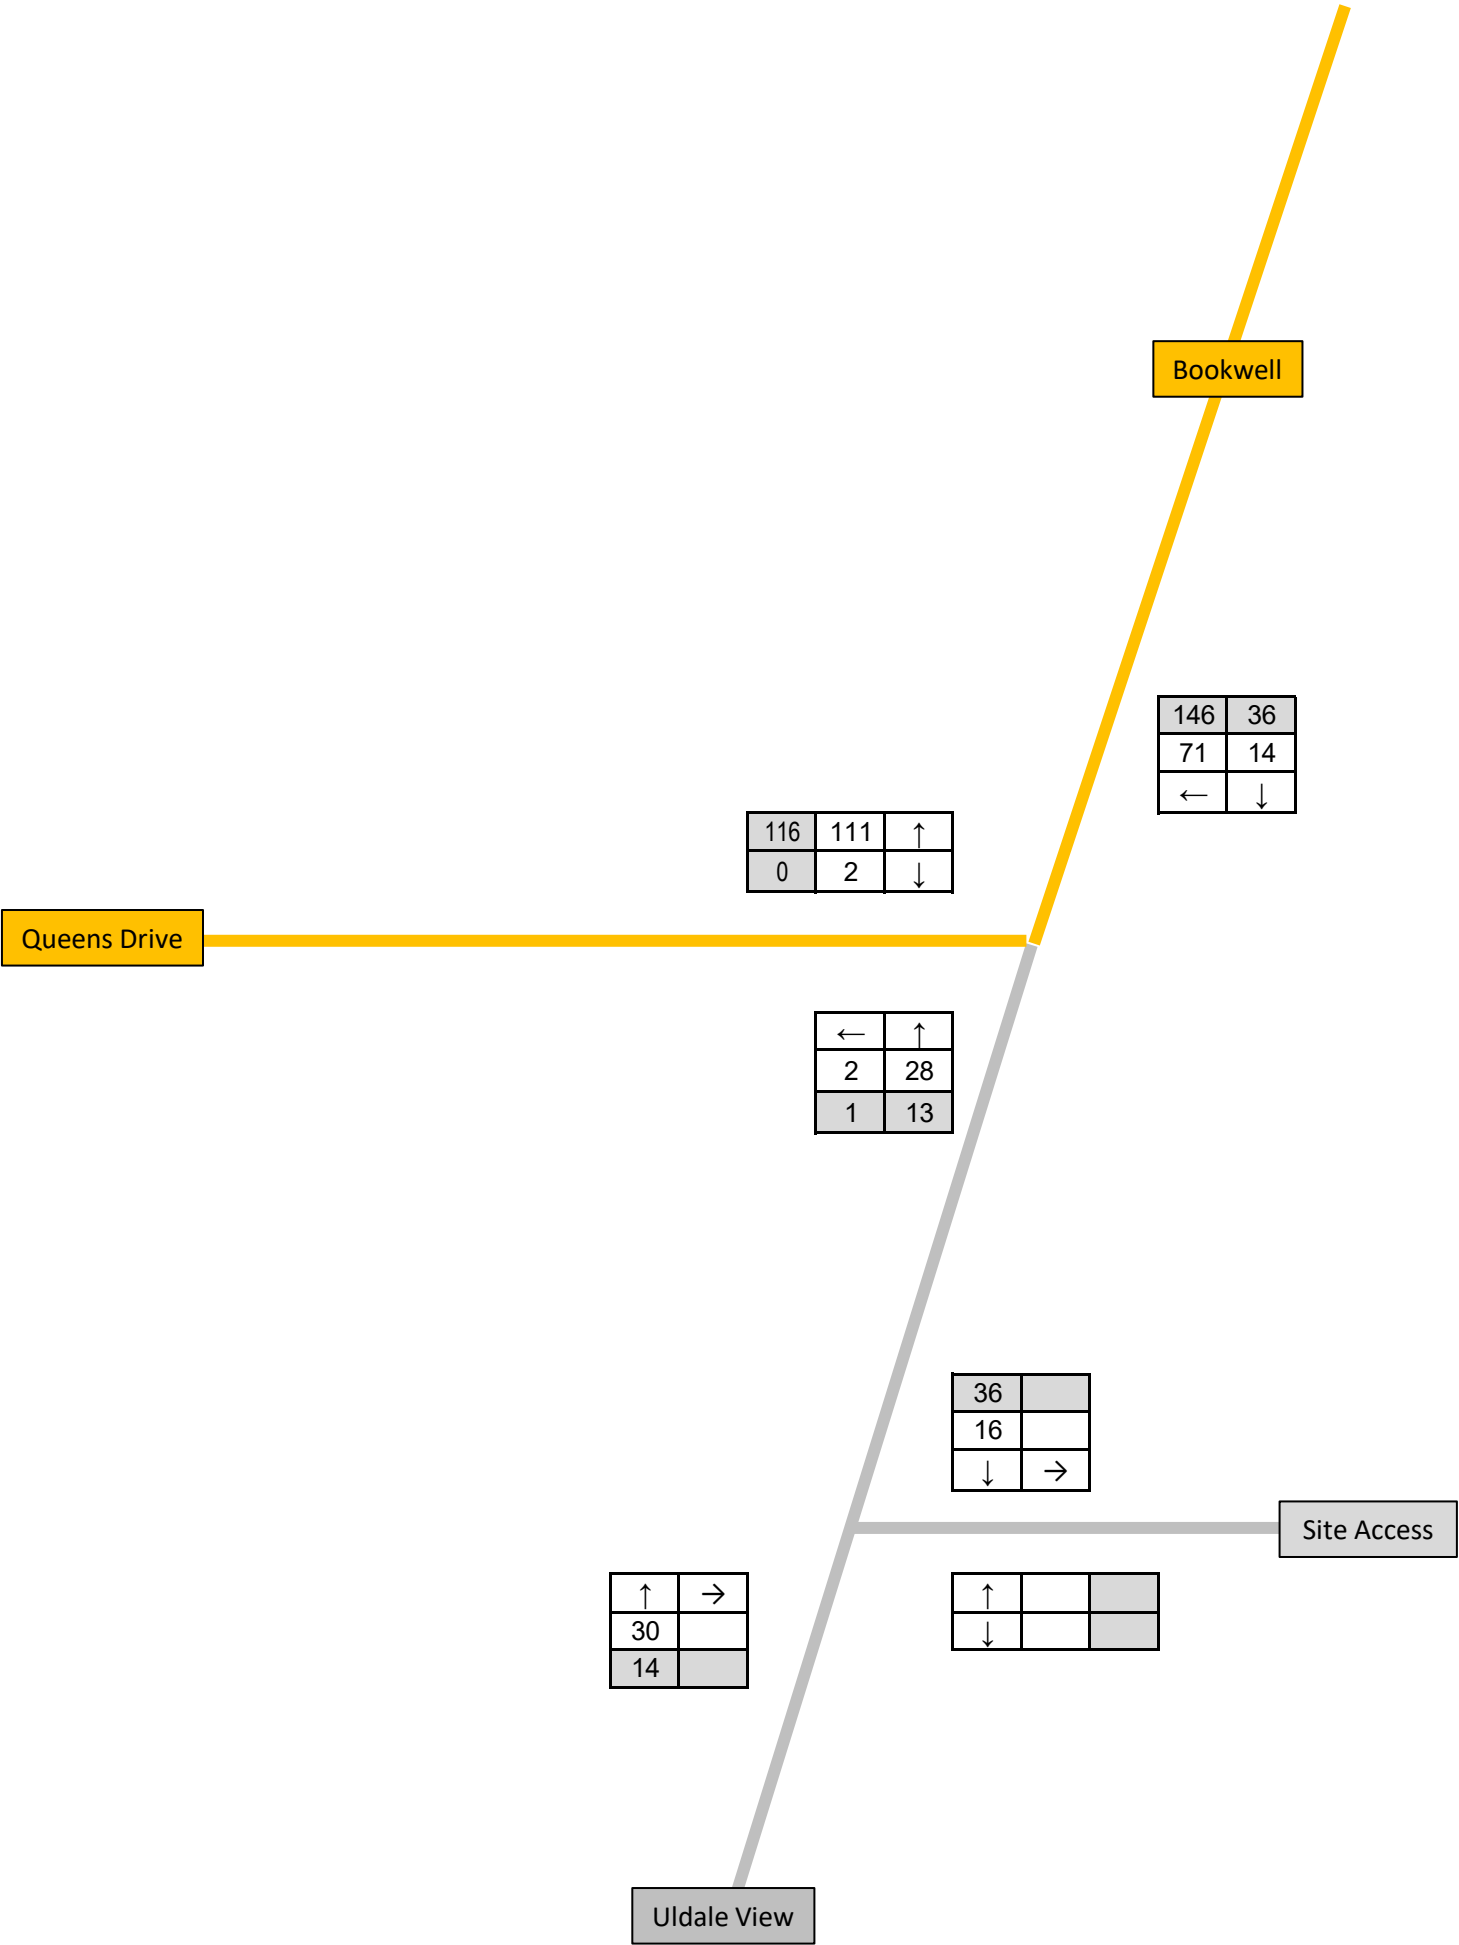 Bookwell
146 36
71 14
← ↓
116 111 ↑
0 2 ↓
Queens Drive
← ↑
2 28
1 13
36
16
↓ →
Site Access
↑ →
30
14
↑
↓
Uldale View